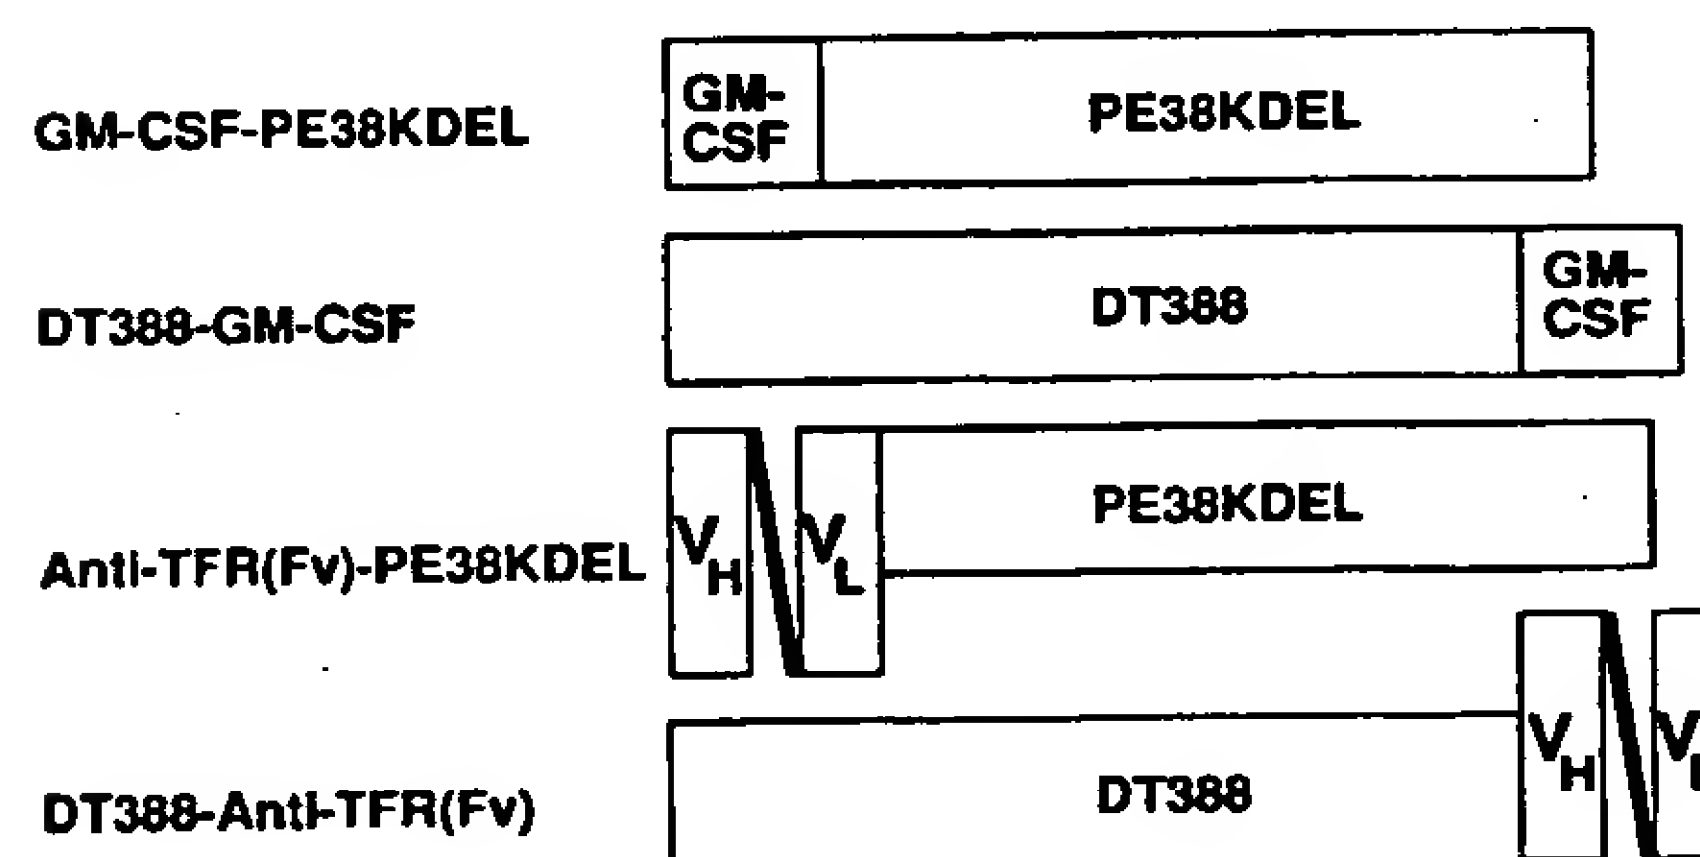 GM-CSF-PE38KDEL
GM-
CSF
PE38KDEL
DT388-GM-CSF
DT388
GM-
CSF
Anti-TFR(Fv)-PE38KDEL
VH
VL
PE38KDEL
DT388-Anti-TFR(Fv)
DT388
VH
V